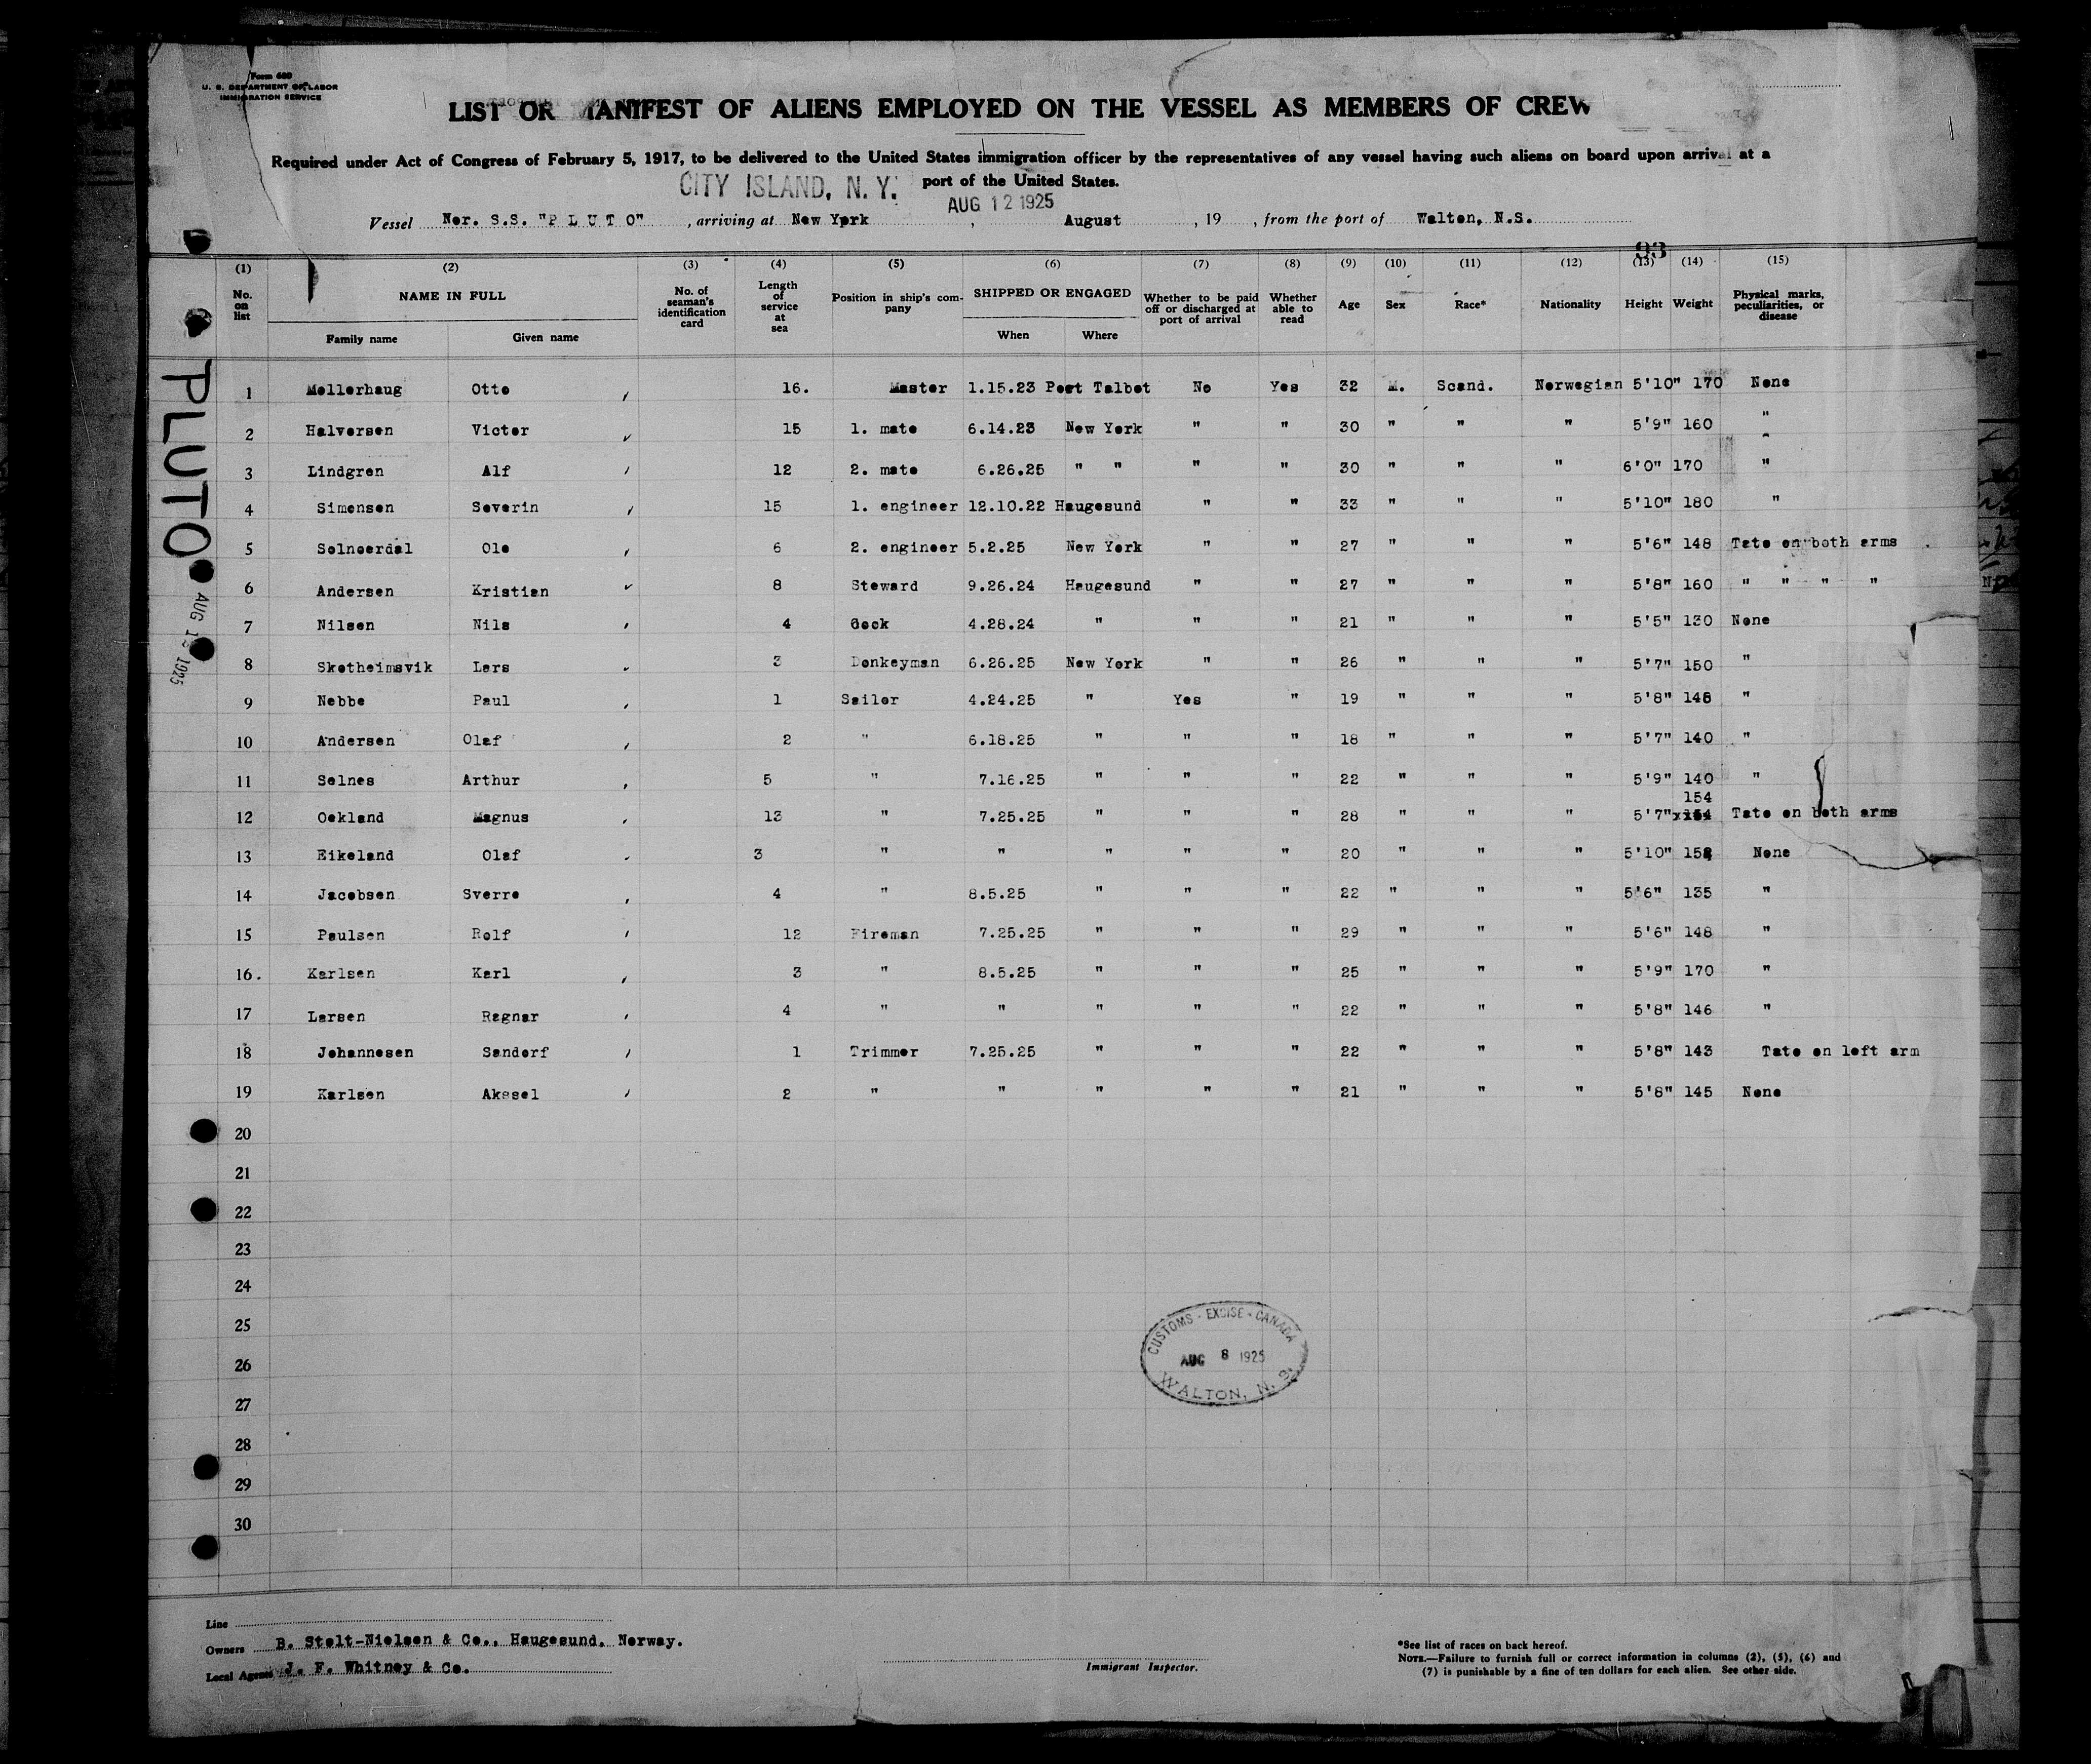 Form 680
U. S. DEPARTMENT OF LABOR
IMMIGRATION SERVICE
LIST OR MANIFEST OF ALIENS EMPLOYED ON THE VESSEL AS MEMBERS OF CREW
Required under Act of Congress of February 5, 1917, to be delivered to the United States immigration officer by the representatives of any vessel having such aliens on board upon arrival at a
port of the United States.
CITY ISLAND, N. Y.
AUG 12 1925
Vessel Nor. S.S. "P L U T O" , arriving at New York , August , 19 , from the port of Walton, N.S.
93
(1) (2) (3) (4) (5) (6) (7) (8) (9) (10) (11) (12) (13) (14) (15)
No. on list NAME IN FULL Family name Given name No. of seaman's identification card Length of service at sea Position in ship's company SHIPPED OR ENGAGED When Where Whether to be paid off or discharged at port of arrival Whether able to read Age Sex Race* Nationality Height Weight Physical marks, peculiarities, or disease
1 Mollerhaug Otto 16. Master 1.15.23 Port Talbot No Yes 32 M. Scand. Norwegian 5'10" 170 None
2 Halvorsen Victor 15 1. mate 6.14.23 New York " " 30 " " " 5'9" 160 "
3 Lindgren Alf 12 2. mate 6.26.25 " " " " 30 " " " 6'0" 170 "
4 Simonsen Severin 15 1. engineer 12.10.22 Haugesund " " 33 " " " 5'10" 180 "
5 Solneerdal Ole 6 2. engineer 5.2.25 New York " " 27 " " " 5'6" 148 Tato on both arms
6 Andersen Kristian 8 Steward 9.26.24 Haugesund " " 27 " " " 5'8" 160 " " " "
7 Nilsen Nils 4 Cock 4.28.24 " " " 21 " " " 5'5" 130 None
8 Skotheimsvik Lars 3 Donkeyman 6.26.25 New York " " 26 " " " 5'7" 150 "
9 Nebbe Paul 1 Sailor 4.24.25 " Yes " 19 " " " 5'8" 148 "
10 Andersen Olaf 2 " 6.18.25 " " " 18 " " " 5'7" 140 "
11 Selnes Arthur 5 " 7.16.25 " " " 22 " " " 5'9" 140 "
154
12 Oekland Magnus 13 " 7.25.25 " " " 28 " " " 5'7" Tato on both arms
13 Eikeland Olaf 3 " " " " " 20 " " " 5'10" None
14 Jacobsen Sverre 4 " 8.5.25 " " " 22 " " " 5'6" 135 "
15 Paulsen Rolf 12 Fireman 7.25.25 " " " 29 " " " 5'6" 148 "
16. Karlsen Karl 3 " 8.5.25 " " " 25 " " " 5'9" 170 "
17 Larsen Ragnar 4 " " " " " 22 " " " 5'8" 146 "
18 Johannesen Sandorf 1 Trimmer 7.25.25 " " " 22 " " " 5'8" 143 Tato on left arm
19 Karlsen Aksel 2 " " " " " 21 " " " 5'8" 145 None
20
21
22
23
24
25
26
27
28
29
30
PLUTO
AUG 12 1925
CUSTOMS - EXCISE - CANADA
AUG 8 1925
WALTON, N. S.
Line
Owners B. Stolt-Nielsen & Co., Haugesund, Norway.
Local Agents J. F. Whitney & Co.
Immigrant Inspector.
*See list of races on back hereof.
NOTE.—Failure to furnish full or correct information in columns (2), (5), (6) and
(7) is punishable by a fine of ten dollars for each alien. See other side.